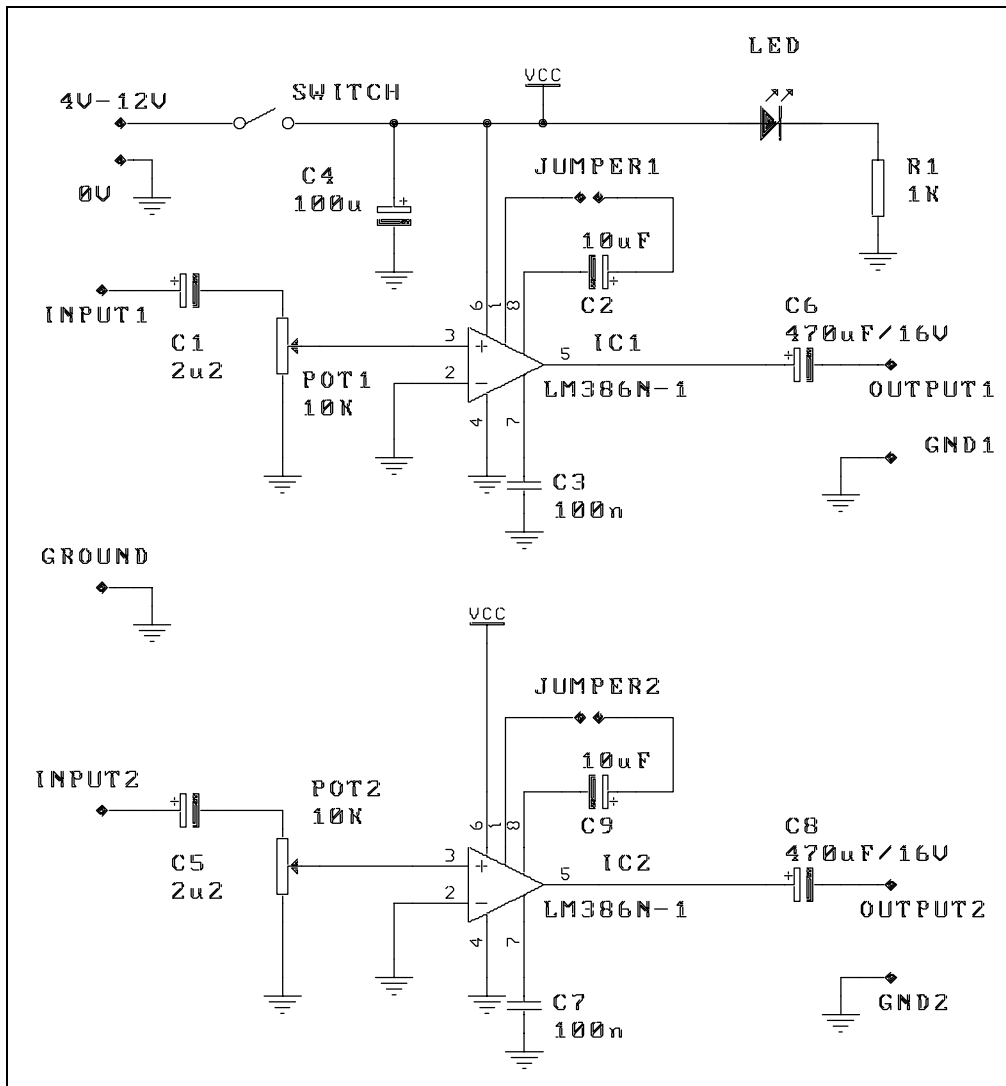 LED
VCC
4V-12V
SWITCH
0V
C4
100u
+
JUMPER1
R1
1K
10uF
+
C2
INPUT1
+
C1
2u2
POT1
10K
6
1
8
3
+
2
-
4
7
5
IC1
LM386N-1
C6
470uF/16V
+
OUTPUT1
GND1
C3
100n
GROUND
VCC
JUMPER2
10uF
+
C9
INPUT2
+
C5
2u2
POT2
10K
6
1
8
3
+
2
-
4
7
5
IC2
LM386N-1
C8
470uF/16V
+
OUTPUT2
GND2
C7
100n